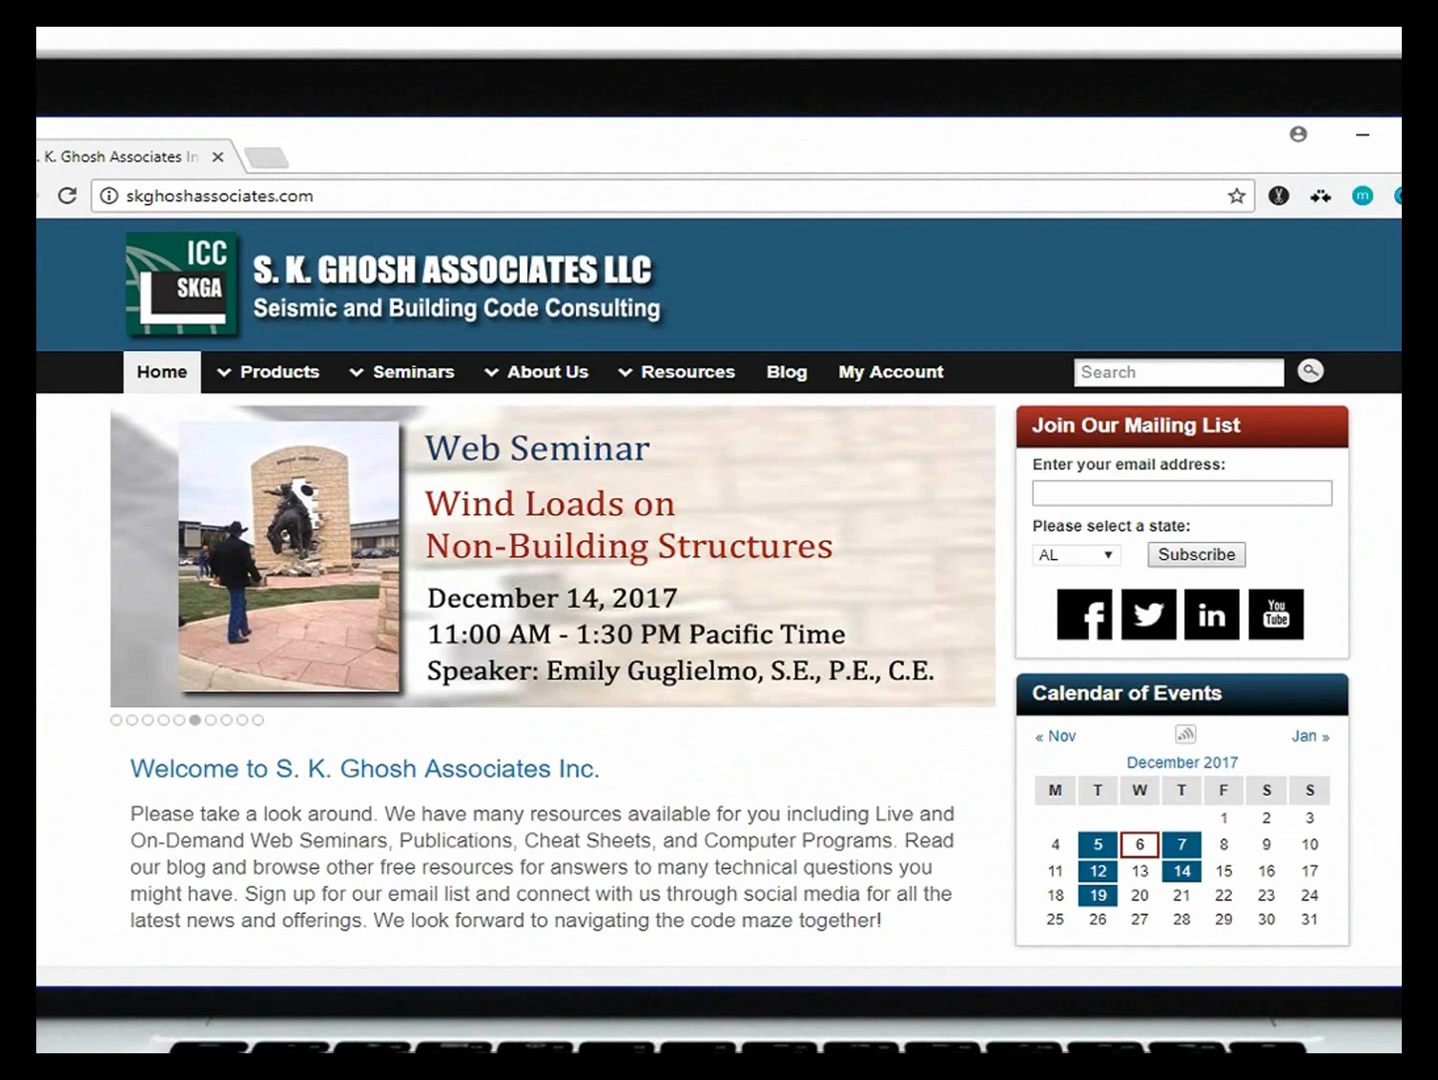 . K. Ghosh Associates In
skghoshassociates.com
m
ICC
SKGA
S. K. GHOSH ASSOCIATES LLC
Seismic and Building Code Consulting
Home Products Seminars About Us Resources Blog My Account Search
Web Seminar
Wind Loads on
Non-Building Structures
December 14, 2017
11:00 AM - 1:30 PM Pacific Time
Speaker: Emily Guglielmo, S.E., P.E., C.E.
Welcome to S. K. Ghosh Associates Inc.
Please take a look around. We have many resources available for you including Live and
On-Demand Web Seminars, Publications, Cheat Sheets, and Computer Programs. Read
our blog and browse other free resources for answers to many technical questions you
might have. Sign up for our email list and connect with us through social media for all the
latest news and offerings. We look forward to navigating the code maze together!
Join Our Mailing List
Enter your email address:
Please select a state:
AL Subscribe
f in You Tube
Calendar of Events
« Nov Jan »
December 2017
M T W T F S S
1 2 3
4 5 6 7 8 9 10
11 12 13 14 15 16 17
18 19 20 21 22 23 24
25 26 27 28 29 30 31